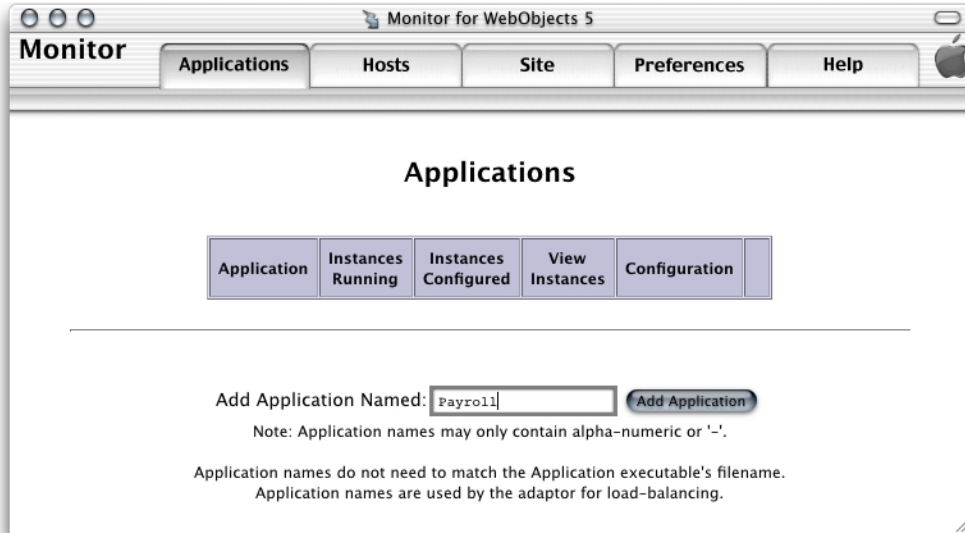 Monitor for WebObjects 5
Monitor
Applications
Hosts
Site
Preferences
Help
Applications
Application
Instances Running
Instances Configured
View Instances
Configuration
Add Application Named: Payroll
Add Application
Note: Application names may only contain alpha-numeric or '-'.
Application names do not need to match the Application executable's filename.
Application names are used by the adaptor for load-balancing.